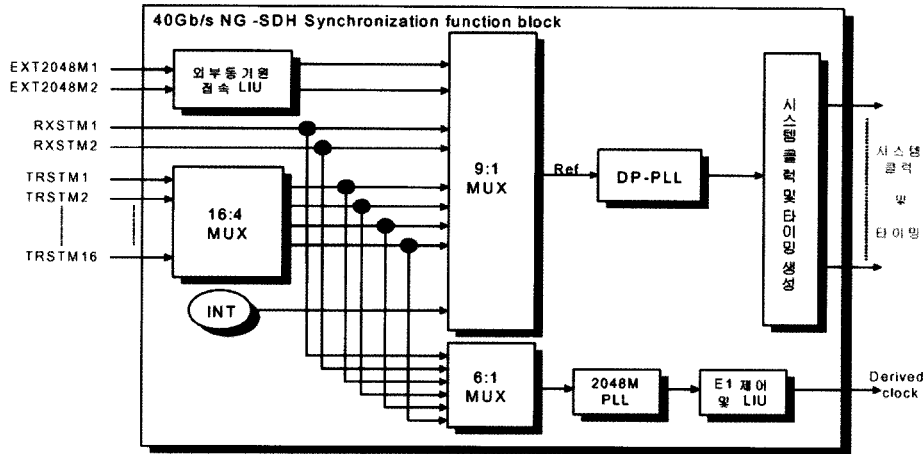 40Gb/s NG -SDH Synchronization function block
EXT2048M1
EXT2048M2
외부동기원
접속 LIU
RXSTM1
RXSTM2
TRSTM1
TRSTM2
TRSTM16
16:4
MUX
INT
9:1
MUX
Ref
DP-PLL
시스템클럭및타이밍생성
시스템
클럭
및
타이밍
6:1
MUX
2048M
PLL
E1 제어
및 LIU
Derived
clock